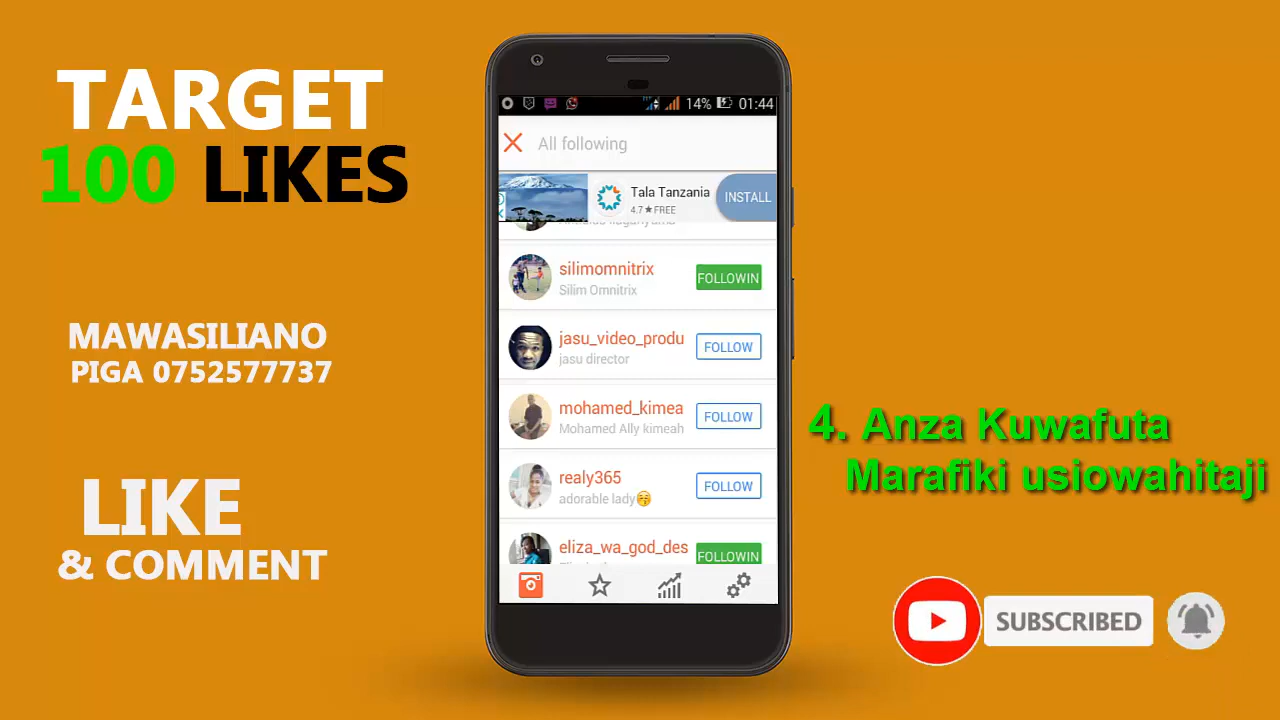 TARGET
100 LIKES
MAWASILIANO
PIGA 0752577737
LIKE
& COMMENT
14% 01:44
All following
Tala Tanzania
4.7★FREE
INSTALL
silimomnitrix
Silim Omnitrix
FOLLOWIN
jasu_video_produ
jasu director
FOLLOW
mohamed_kimea
Mohamed Ally kimeah
FOLLOW
realy365
adorable lady😚
FOLLOW
eliza_wa_god_des
FOLLOWIN
4. Anza Kuwafuta
Marafiki usiowahitaji
SUBSCRIBED